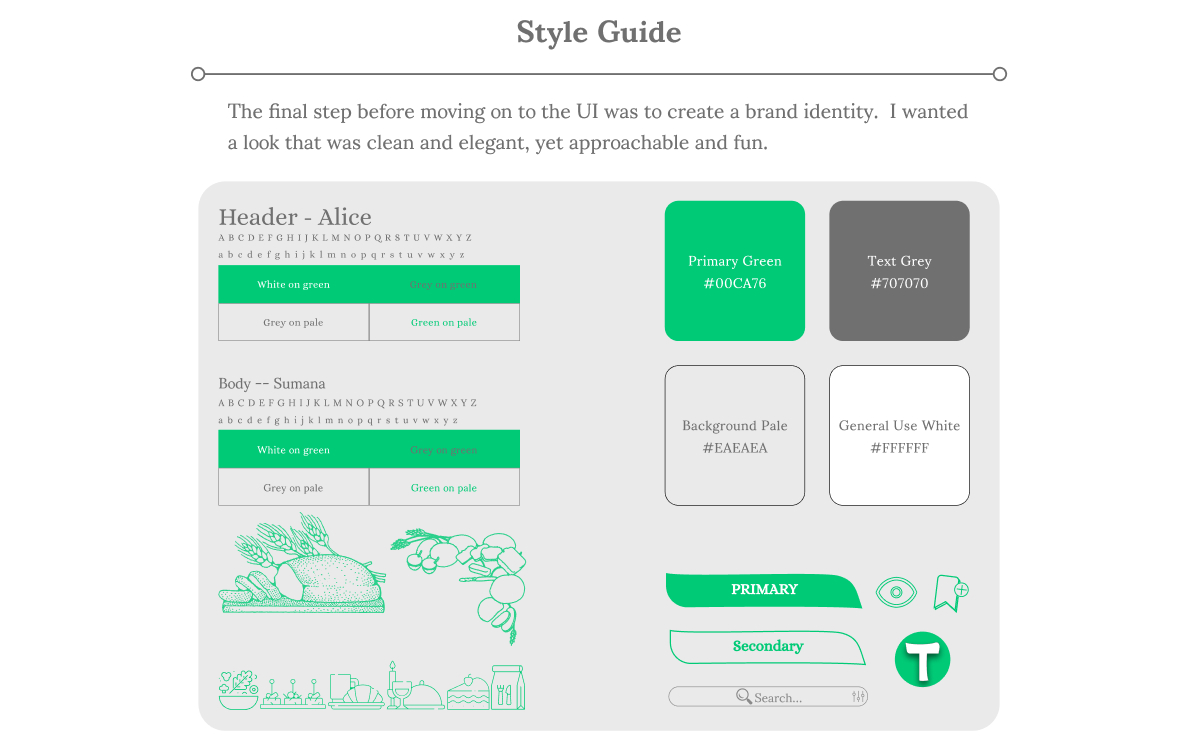 Style Guide
The final step before moving on to the UI was to create a brand identity.  I wanted
a look that was clean and elegant, yet approachable and fun.
Header - Alice
A B C D E F G H I J K L M N O P Q R S T U V W X Y Z
a b c d e f g h i j k l m n o p q r s t u v w x y z
White on green
Grey on green
Grey on pale
Green on pale
Body -- Sumana
A B C D E F G H I J K L M N O P Q R S T U V W X Y Z
a b c d e f g h i j k l m n o p q r s t u v w x y z
White on green
Grey on green
Grey on pale
Green on pale
Primary Green
#00CA76
Text Grey
#707070
Background Pale
#EAEAEA
General Use White
#FFFFFF
PRIMARY
Secondary
T
Search...